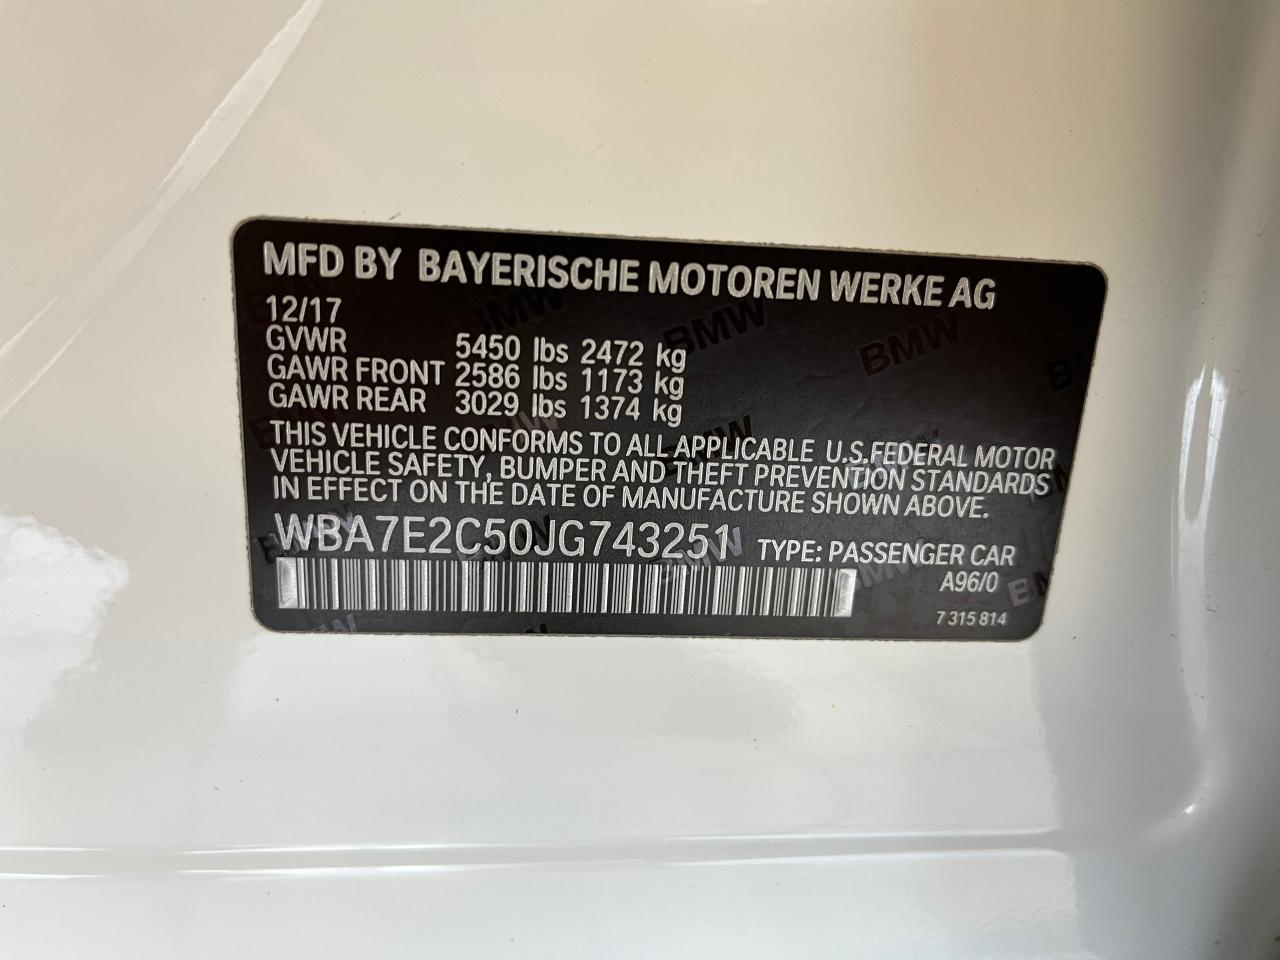 MFD BY BAYERISCHE MOTOREN WERKE AG
12/17
GVWR 5450 lbs 2472 kg
GAWR FRONT 2586 lbs 1173 kg
GAWR REAR 3029 lbs 1374 kg
THIS VEHICLE CONFORMS TO ALL APPLICABLE U.S.FEDERAL MOTOR
VEHICLE SAFETY, BUMPER AND THEFT PREVENTION STANDARDS
IN EFFECT ON THE DATE OF MANUFACTURE SHOWN ABOVE.
WBA7E2C50JG743251 TYPE: PASSENGER CAR
A96/0
7 315 814